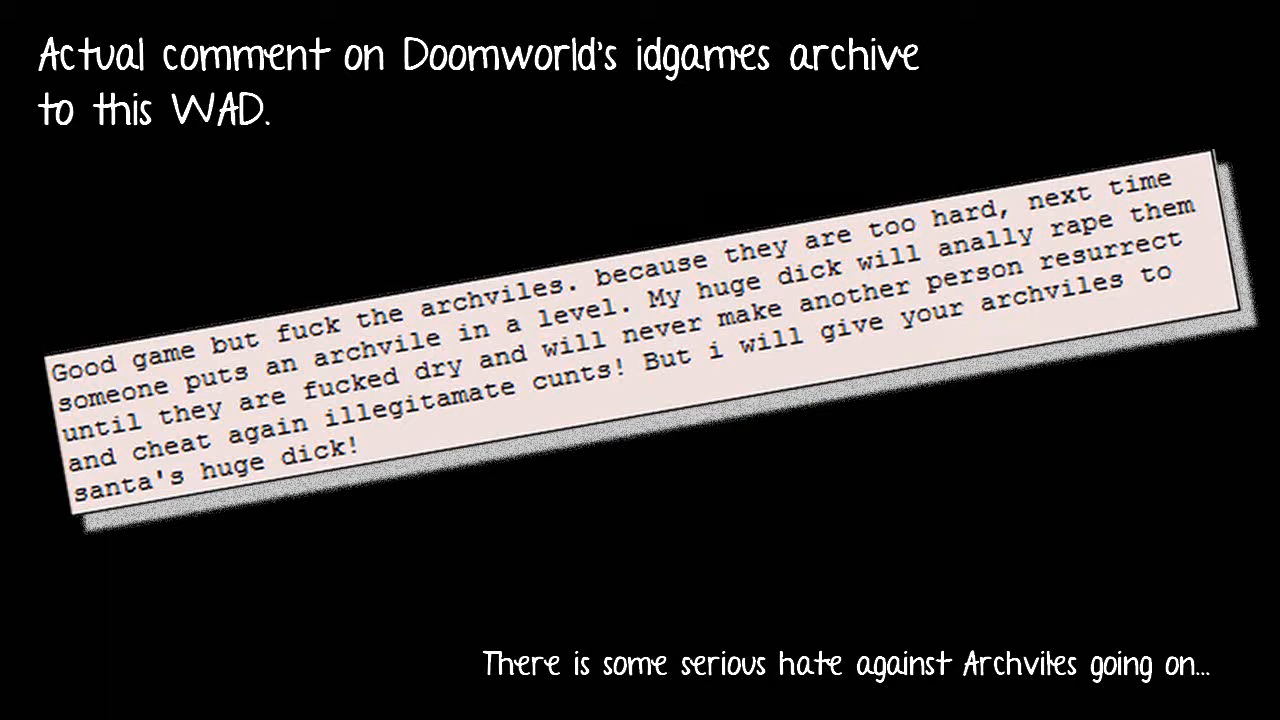 Actual comment on Doomworld's idgames archive
to this WAD.
Good game but fuck the archviles. because they are too hard, next time
someone puts an archvile in a level. My huge dick will anally rape them
until they are fucked dry and will never make another person resurrect
and cheat again illegitamate cunts! But i will give your archviles to
santa's huge dick!
There is some serious hate against Archviles going on...